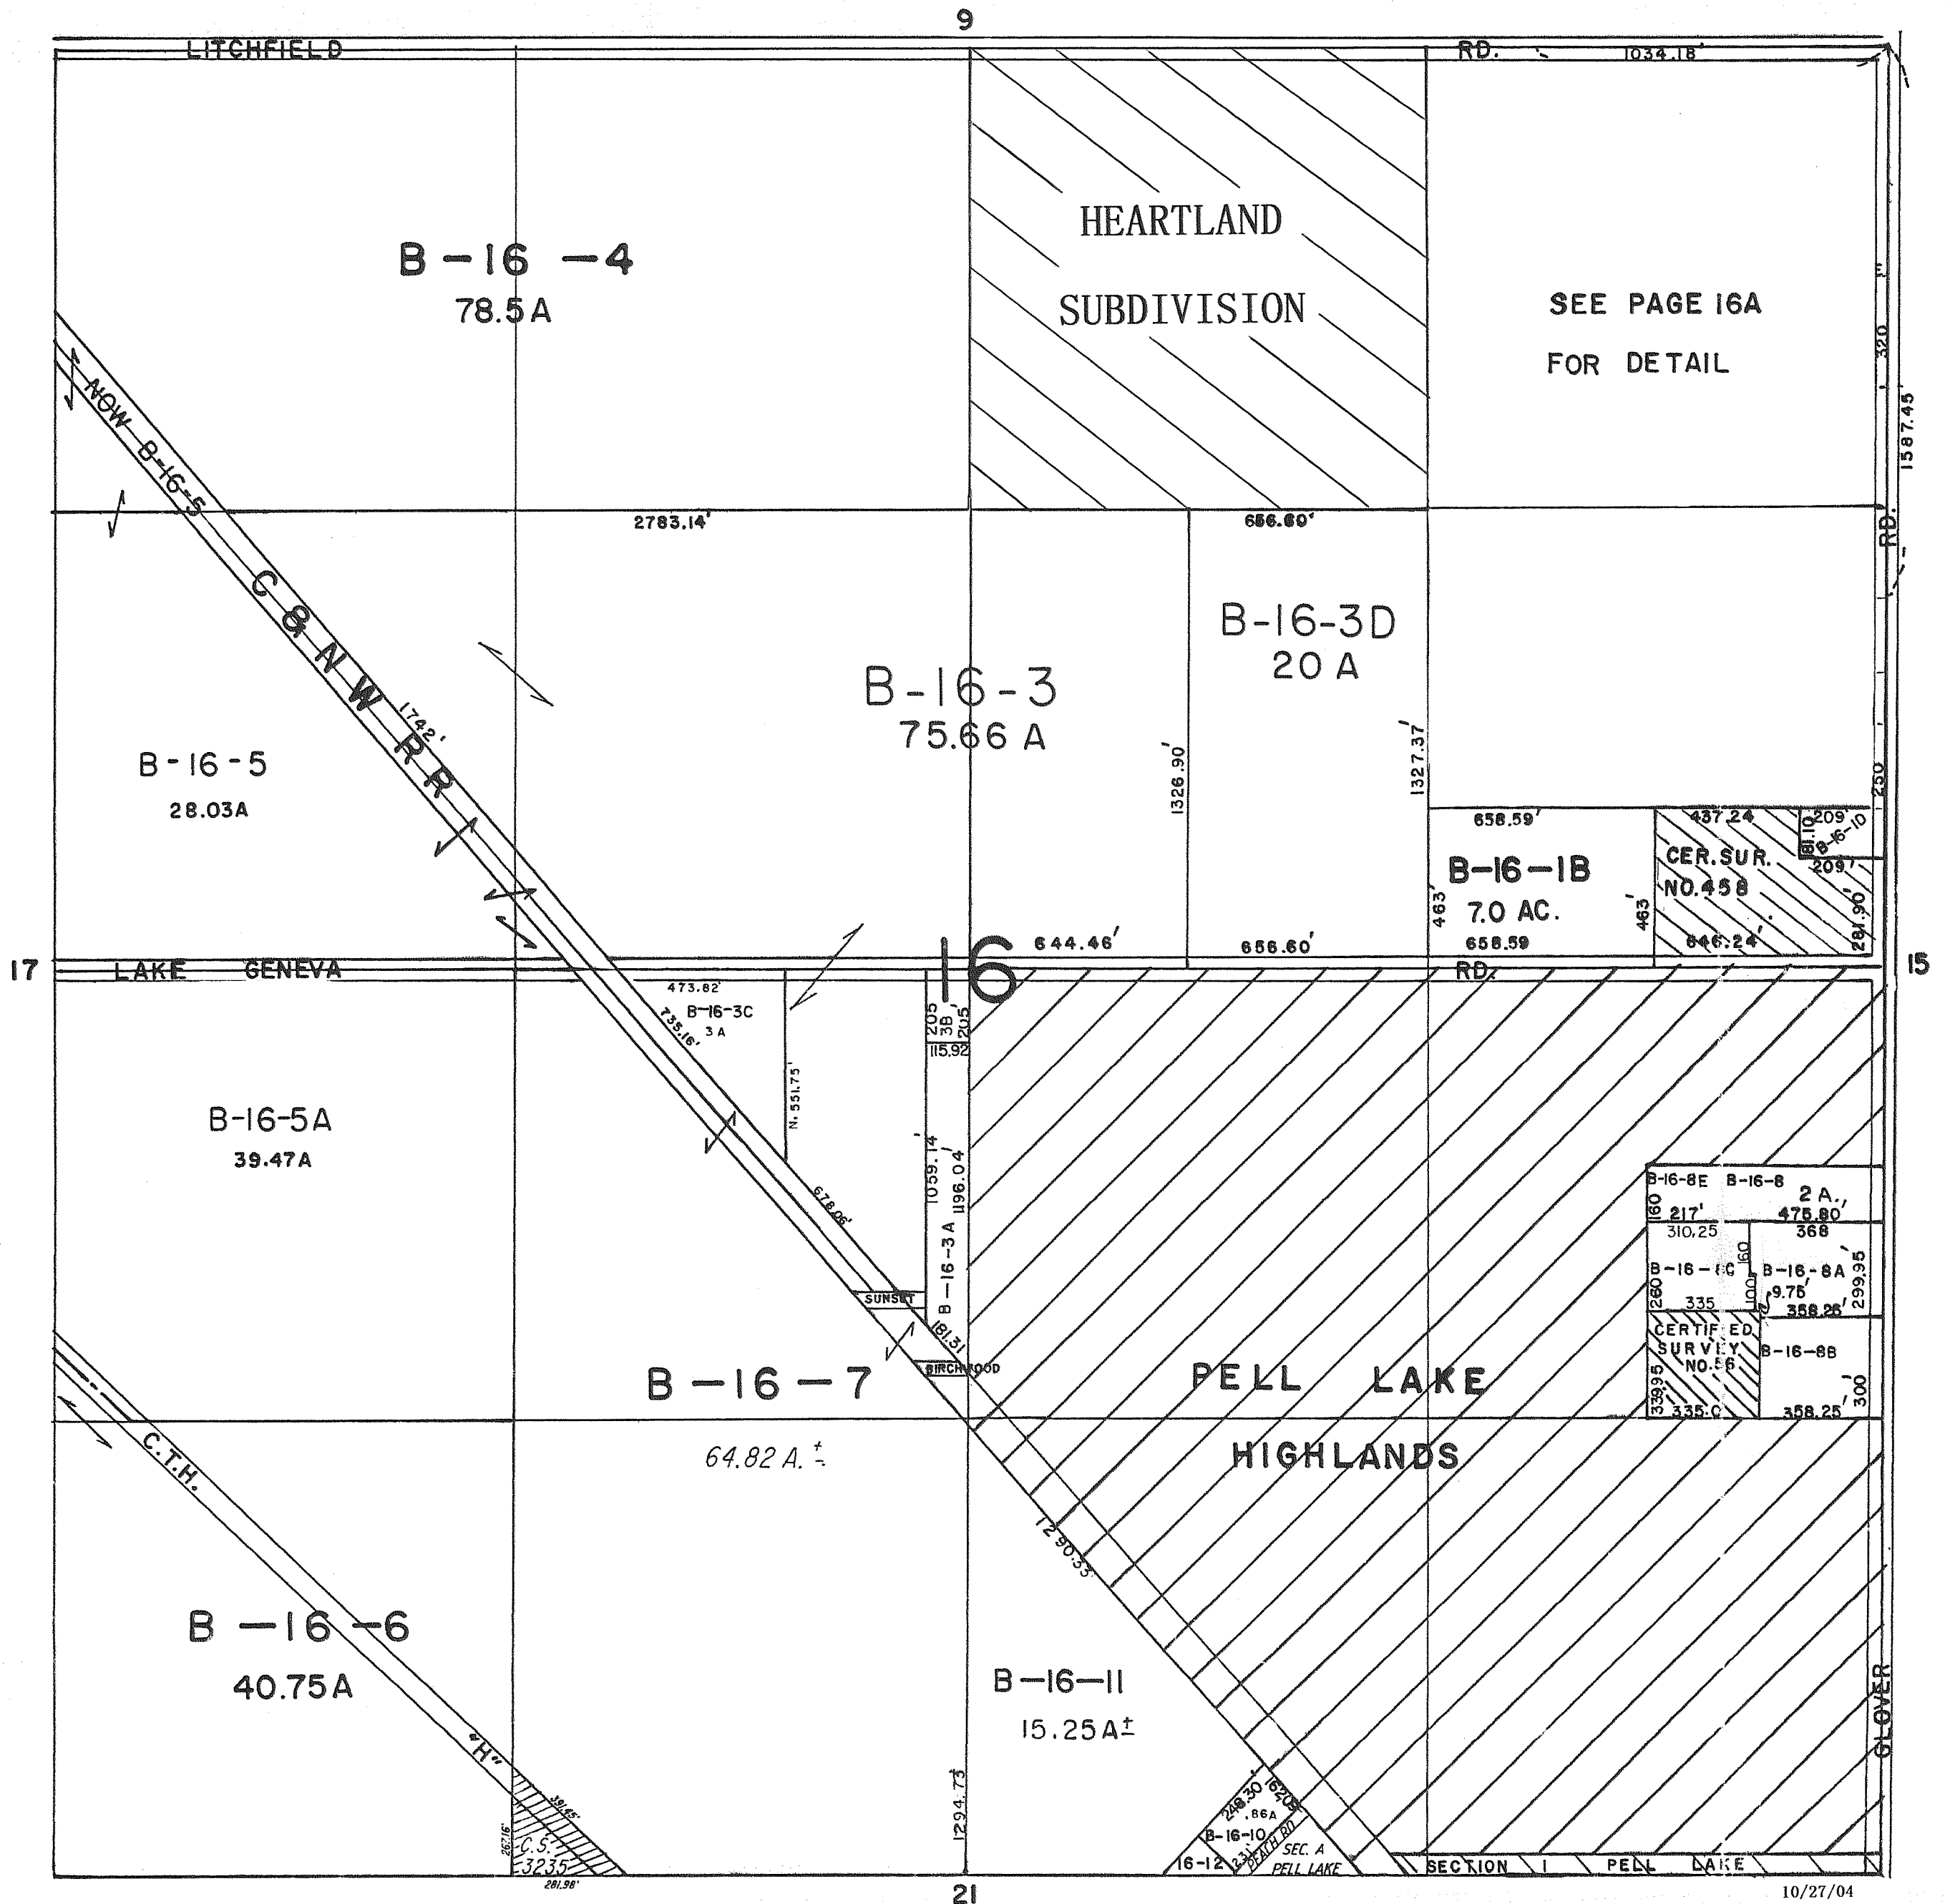 9
LITCHFIELD RD. 1034.18'
HEARTLAND
SUBDIVISION
B-16-4
78.5A
SEE PAGE 16A
FOR DETAIL
320
1587.45'
NOW B-16-5
2783.14'
656.60'
RD.
C & N W R R
1742'
B-16-3D
20 A
B-16-3
75.66 A
1326.90'
1327.37'
B-16-5
28.03A
250
658.59'
437.24
209'
181.10
B-16-1D
209'
B-16-1B
7.0 AC.
463'
463'
CER. SUR.
NO. 458
281.90'
644.46'
656.60'
658.59
646.24'
17
LAKE GENEVA RD.
16
15
473.82'
B-16-3C
3 A
735.16'
N. 551.75'
205
3B
205'
115.92
B-16-5A
39.47A
1059.14'
1196.04'
B-16-3A
678.06'
B-16-8E B-16-8
2 A.
160
217'
475.80'
310.25
368
160
B-16-8A
260
100
9.75'
299.95'
335
358.25'
CERTIFIED
SURVEY
NO. 56
B-16-8B
339.95
335.0
358.25'
300'
SUNSET
181.31
BIRCHWOOD
B-16-7
64.82 A. ±
PELL LAKE
HIGHLANDS
C.T.H.
"H"
1290.33'
B-16-6
40.75A
B-16-11
15.25A±
1294.73'
GLOVER
391.45'
267.16'
C.S.
3235
281.98'
248.30'
.86A
B-16-10
16-12
231
PEACH RD
SEC. A
PELL LAKE
SECTION 1 PELL LAKE
21
10/27/04